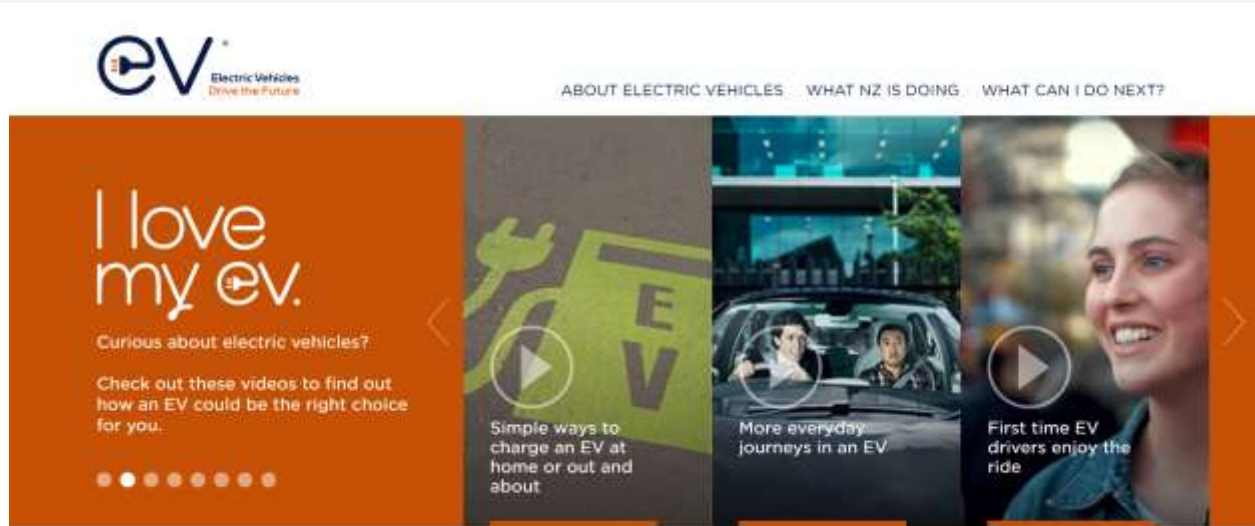 ev
Electric Vehicles
Drive the Future
ABOUT ELECTRIC VEHICLES WHAT NZ IS DOING WHAT CAN I DO NEXT?
I love
my ev.
Curious about electric vehicles?
Check out these videos to find out
how an EV could be the right choice
for you.
E
V
Simple ways to
charge an EV at
home or out and
about
More everyday
journeys in an EV
First time EV
drivers enjoy the
ride